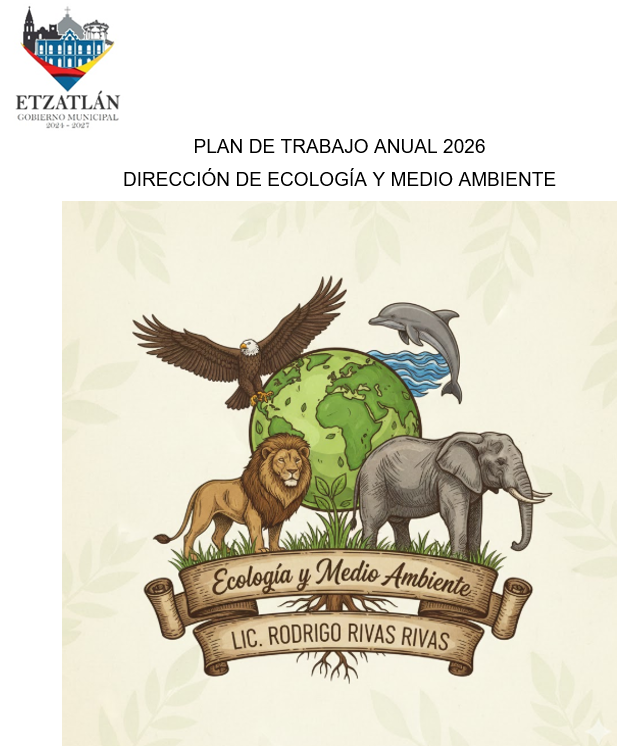 ETZATLÁN
GOBIERNO MUNICIPAL
2024 - 2027
PLAN DE TRABAJO ANUAL 2026
DIRECCIÓN DE ECOLOGÍA Y MEDIO AMBIENTE
Ecología y Medio Ambiente
LIC. RODRIGO RIVAS RIVAS